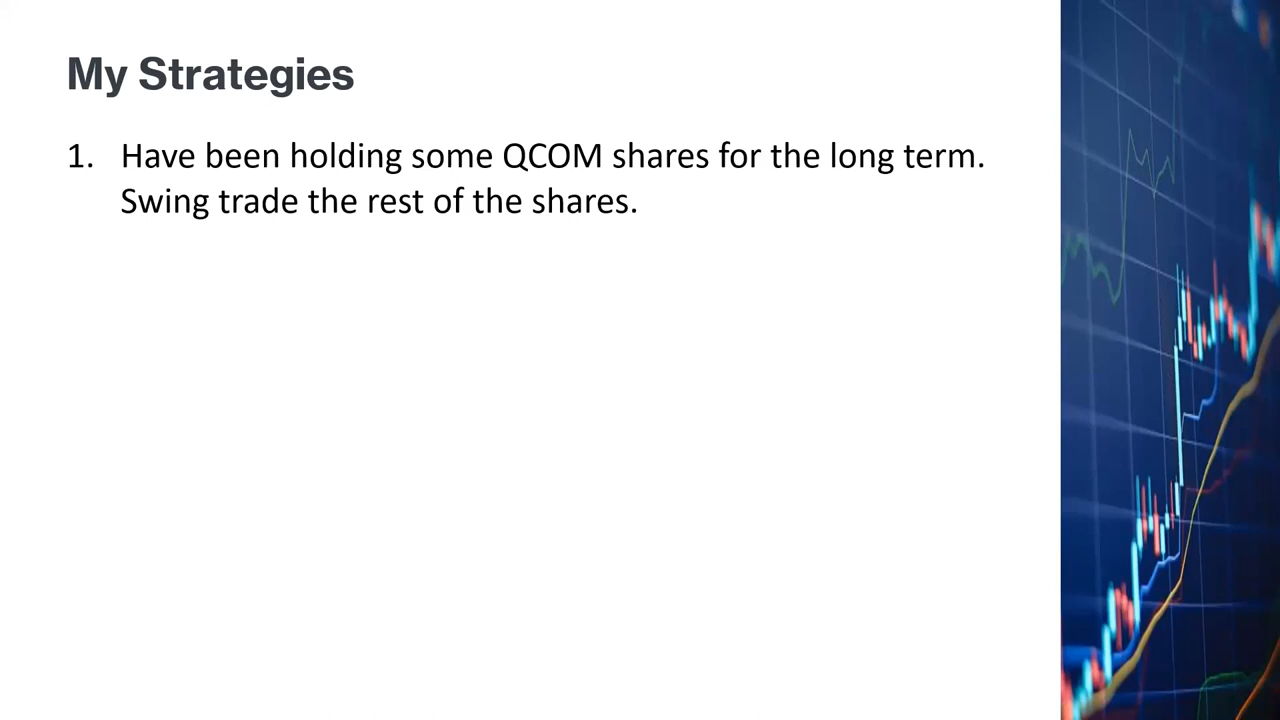 My Strategies
1. Have been holding some QCOM shares for the long term.
Swing trade the rest of the shares.